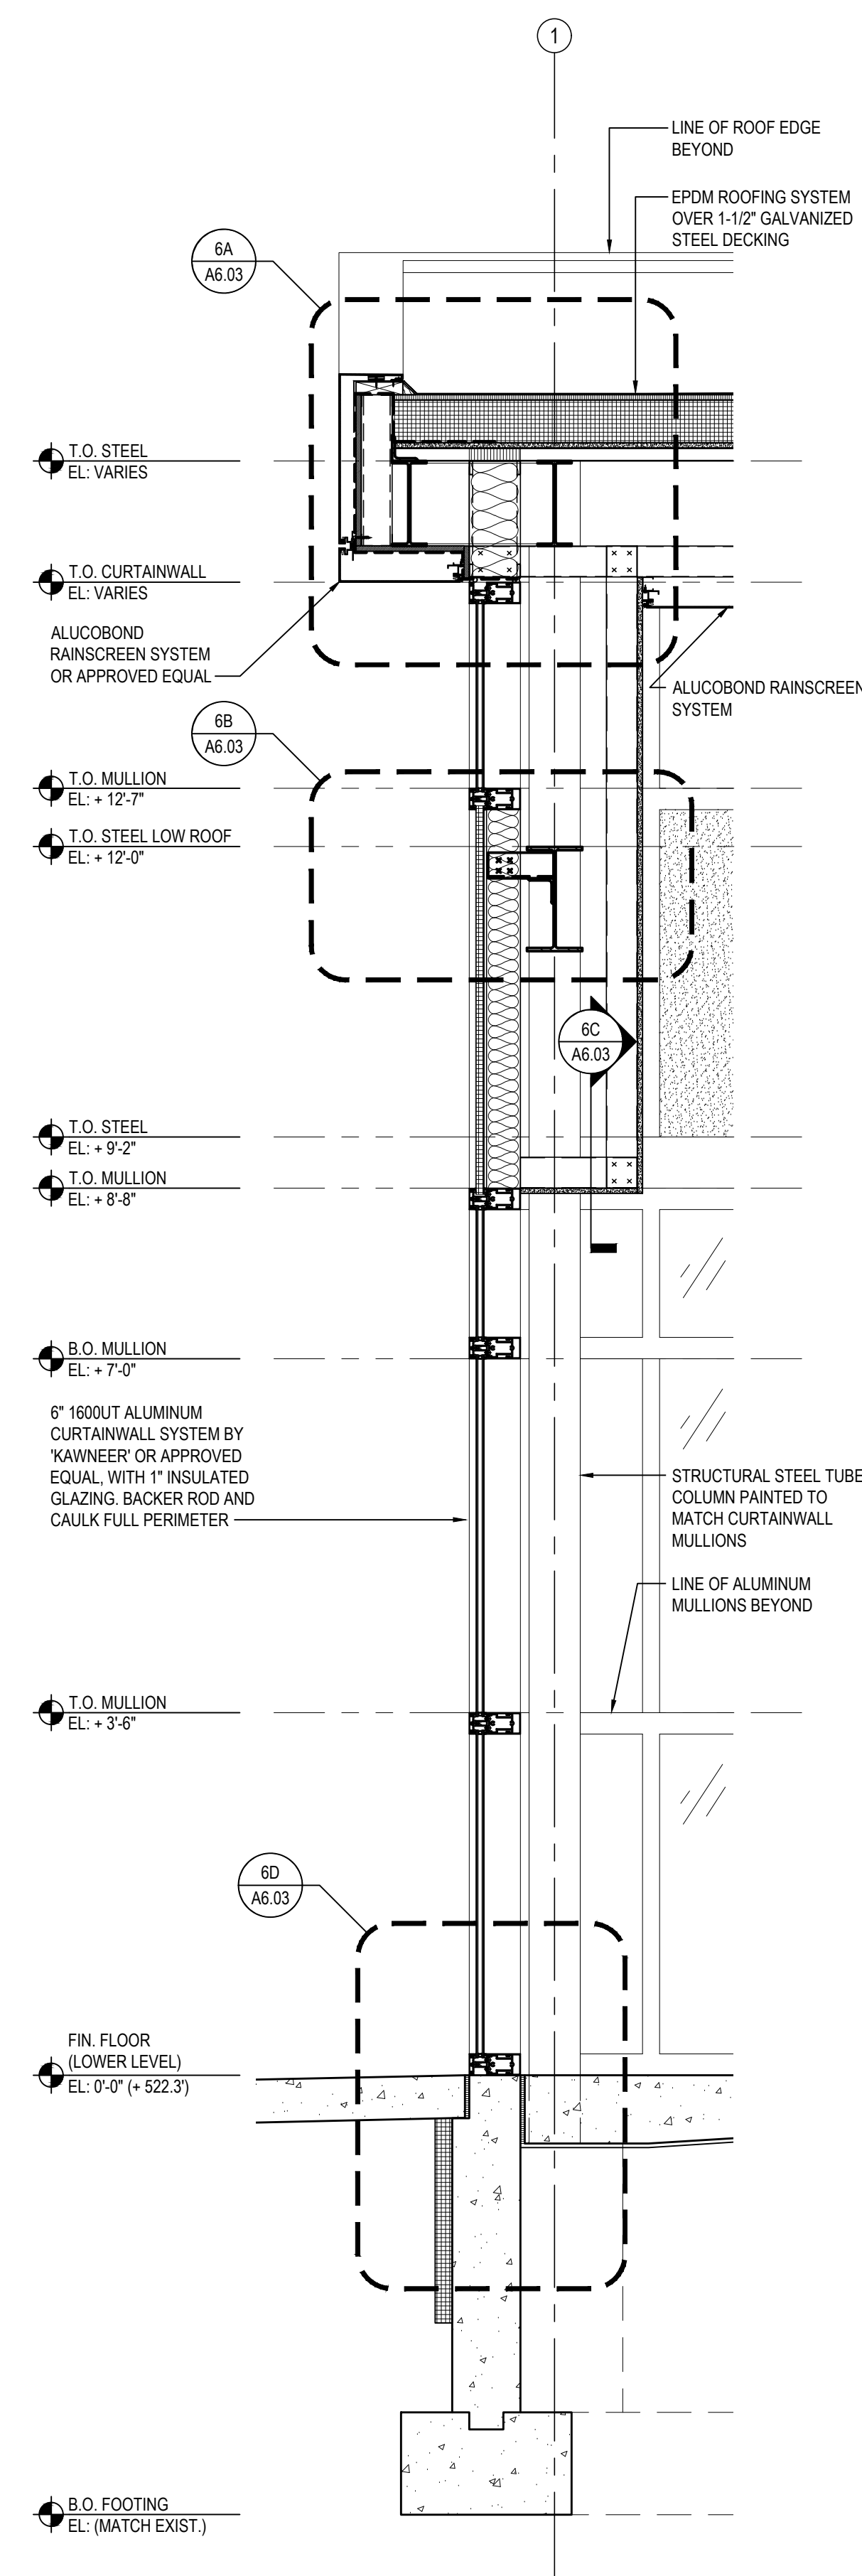 1
LINE OF ROOF EDGE
BEYOND
EPDM ROOFING SYSTEM
OVER 1-1/2" GALVANIZED
STEEL DECKING
6A
A6.03
T.O. STEEL
EL: VARIES
T.O. CURTAINWALL
EL: VARIES
ALUCOBOND
RAINSCREEN SYSTEM
OR APPROVED EQUAL
ALUCOBOND RAINSCREEN
SYSTEM
6B
A6.03
T.O. MULLION
EL: + 12'-7"
T.O. STEEL LOW ROOF
EL: + 12'-0"
6C
A6.03
T.O. STEEL
EL: + 9'-2"
T.O. MULLION
EL: + 8'-8"
B.O. MULLION
EL: + 7'-0"
6" 1600UT ALUMINUM
CURTAINWALL SYSTEM BY
'KAWNEER' OR APPROVED
EQUAL, WITH 1" INSULATED
GLAZING. BACKER ROD AND
CAULK FULL PERIMETER
STRUCTURAL STEEL TUBE
COLUMN PAINTED TO
MATCH CURTAINWALL
MULLIONS
LINE OF ALUMINUM
MULLIONS BEYOND
T.O. MULLION
EL: + 3'-6"
6D
A6.03
FIN. FLOOR
(LOWER LEVEL)
EL: 0'-0" (+ 522.3')
B.O. FOOTING
EL: (MATCH EXIST.)